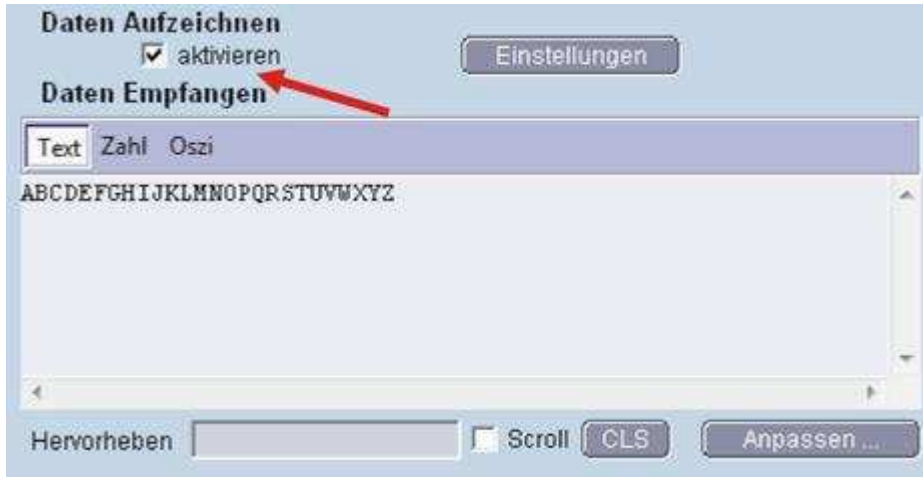 Daten Aufzeichnen
aktivieren Einstellungen
Daten Empfangen
Text Zahl Oszi
ABCDEFGHIJKLMNOPQRSTUVWXYZ
Hervorheben Scroll CLS Anpassen ...